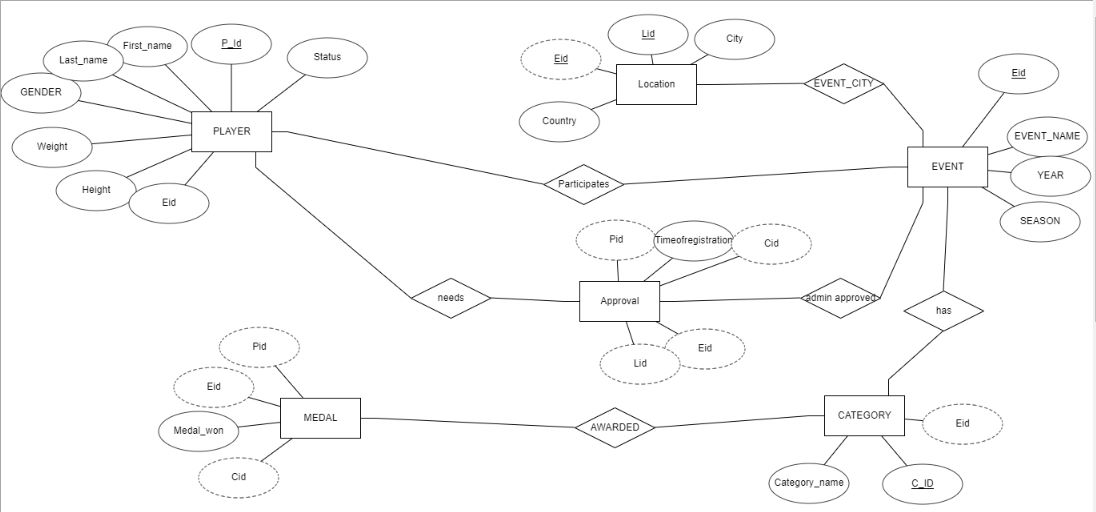 First_name
P_Id
Last_name
Status
GENDER
PLAYER
Weight
Height
Eid
Lid
City
Eid
Location
EVENT_CITY
Country
Eid
EVENT_NAME
EVENT
YEAR
SEASON
Participates
Pid
Timeofregistration
Cid
needs
Approval
admin approved
has
Lid
Eid
Pid
Eid
MEDAL
Medal_won
Cid
AWARDED
CATEGORY
Eid
Category_name
C_ID